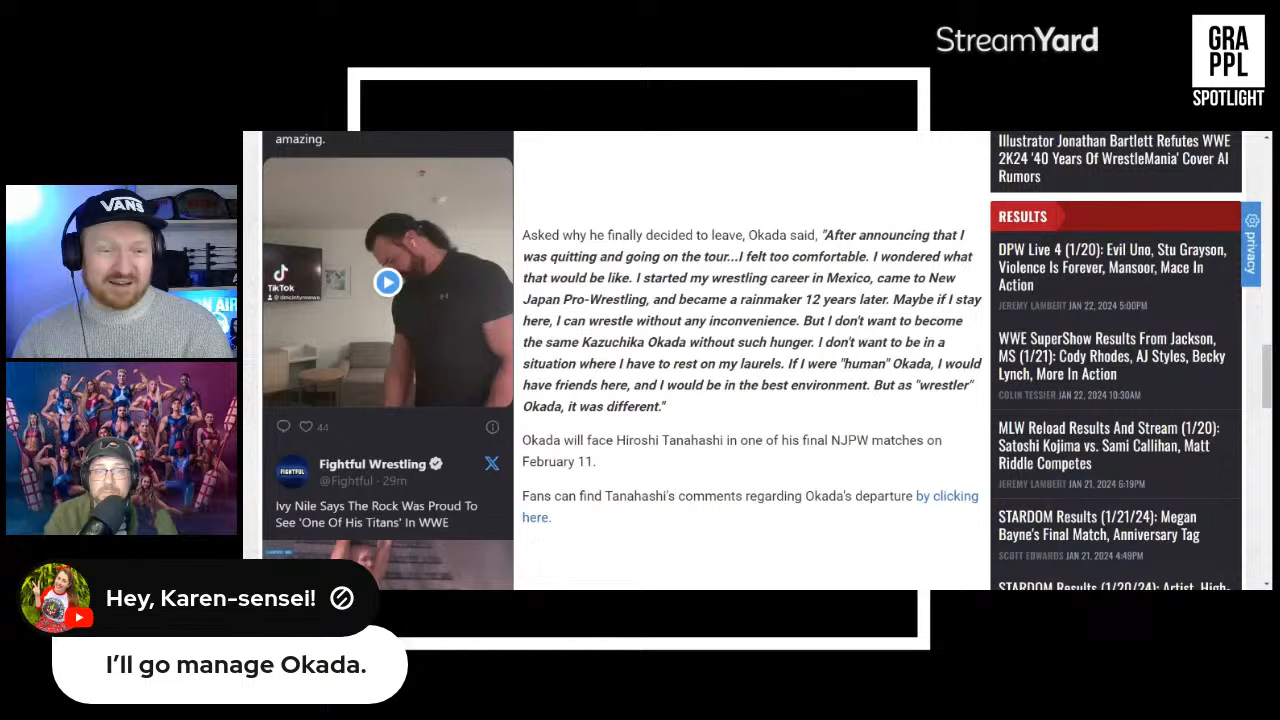 StreamYard
GRA
PPL
SPOTLIGHT
VANS
amazing.
TikTok
44
Fightful Wrestling
@Fightful · 29m
FIGHTFUL
Ivy Nile Says The Rock Was Proud To
See 'One Of His Titans' In WWE
Asked why he finally decided to leave, Okada said, "After announcing that I
was quitting and going on the tour...I felt too comfortable. I wondered what
that would be like. I started my wrestling career in Mexico, came to New
Japan Pro-Wrestling, and became a rainmaker 12 years later. Maybe if I stay
here, I can wrestle without any inconvenience. But I don't want to become
the same Kazuchika Okada without such hunger. I don't want to be in a
situation where I have to rest on my laurels. If I were "human" Okada, I would
have friends here, and I would be in the best environment. But as "wrestler"
Okada, it was different."
Okada will face Hiroshi Tanahashi in one of his final NJPW matches on
February 11.
Fans can find Tanahashi's comments regarding Okada's departure by clicking
here.
Illustrator Jonathan Bartlett Refutes WWE
2K24 '40 Years Of WrestleMania' Cover AI
Rumors
RESULTS
DPW Live 4 (1/20): Evil Uno, Stu Grayson,
Violence Is Forever, Mansoor, Mace In
Action
JEREMY LAMBERT JAN 22, 2024 5:00PM
WWE SuperShow Results From Jackson,
MS (1/21): Cody Rhodes, AJ Styles, Becky
Lynch, More In Action
COLIN TESSIER JAN 22, 2024 10:30AM
MLW Reload Results And Stream (1/20):
Satoshi Kojima vs. Sami Callihan, Matt
Riddle Competes
JEREMY LAMBERT JAN 21, 2024 6:19PM
STARDOM Results (1/21/24): Megan
Bayne's Final Match, Anniversary Tag
SCOTT EDWARDS JAN 21, 2024 4:49PM
STARDOM Results (1/20/24): Artist, High-
privacy
Hey, Karen-sensei!
I'll go manage Okada.